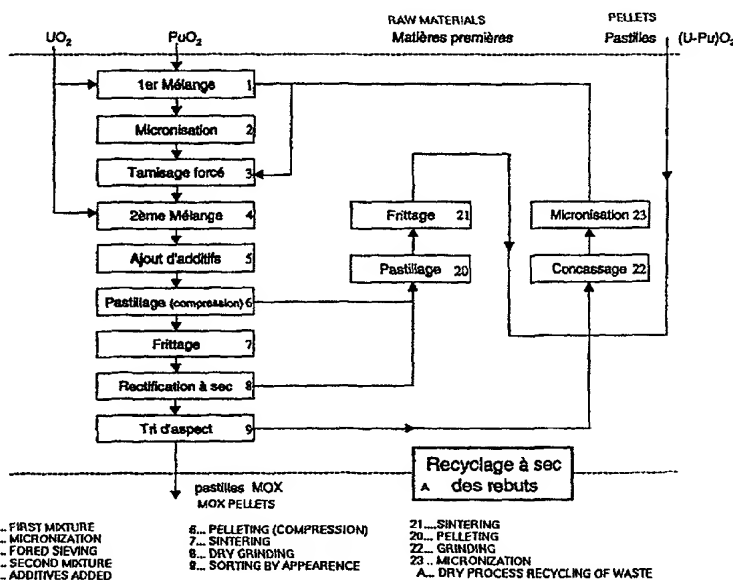 RAW MATERIALS
PELLETS
UO₂
PuO₂
Matières premières
Pastilles
(U-Pu)O₂
1er Mélange 1
Micronisation 2
Tamisage forcé 3
2ème Mélange 4
Ajout d'additifs 5
Pastillage (compression) 6
Frittage 7
Rectification à sec 8
Tri d'aspect 9
Frittage 21
Pastillage 20
Micronisation 23
Concassage 22
Recyclage à sec
A des rebuts
pastilles MOX
MOX PELLETS
.. FIRST MIXTURE
.. MICRONIZATION
.. FORED SIEVING
.. SECOND MIXTURE
.. ADDITIVES ADDED
6... PELLETING (COMPRESSION)
7... SINTERING
8... DRY GRINDING
9... SORTING BY APPEARENCE
21....SINTERING
20... PELLETING
22.... GRINDING
23 .. MICRONIZATION
A... DRY PROCESS RECYCLING OF WASTE